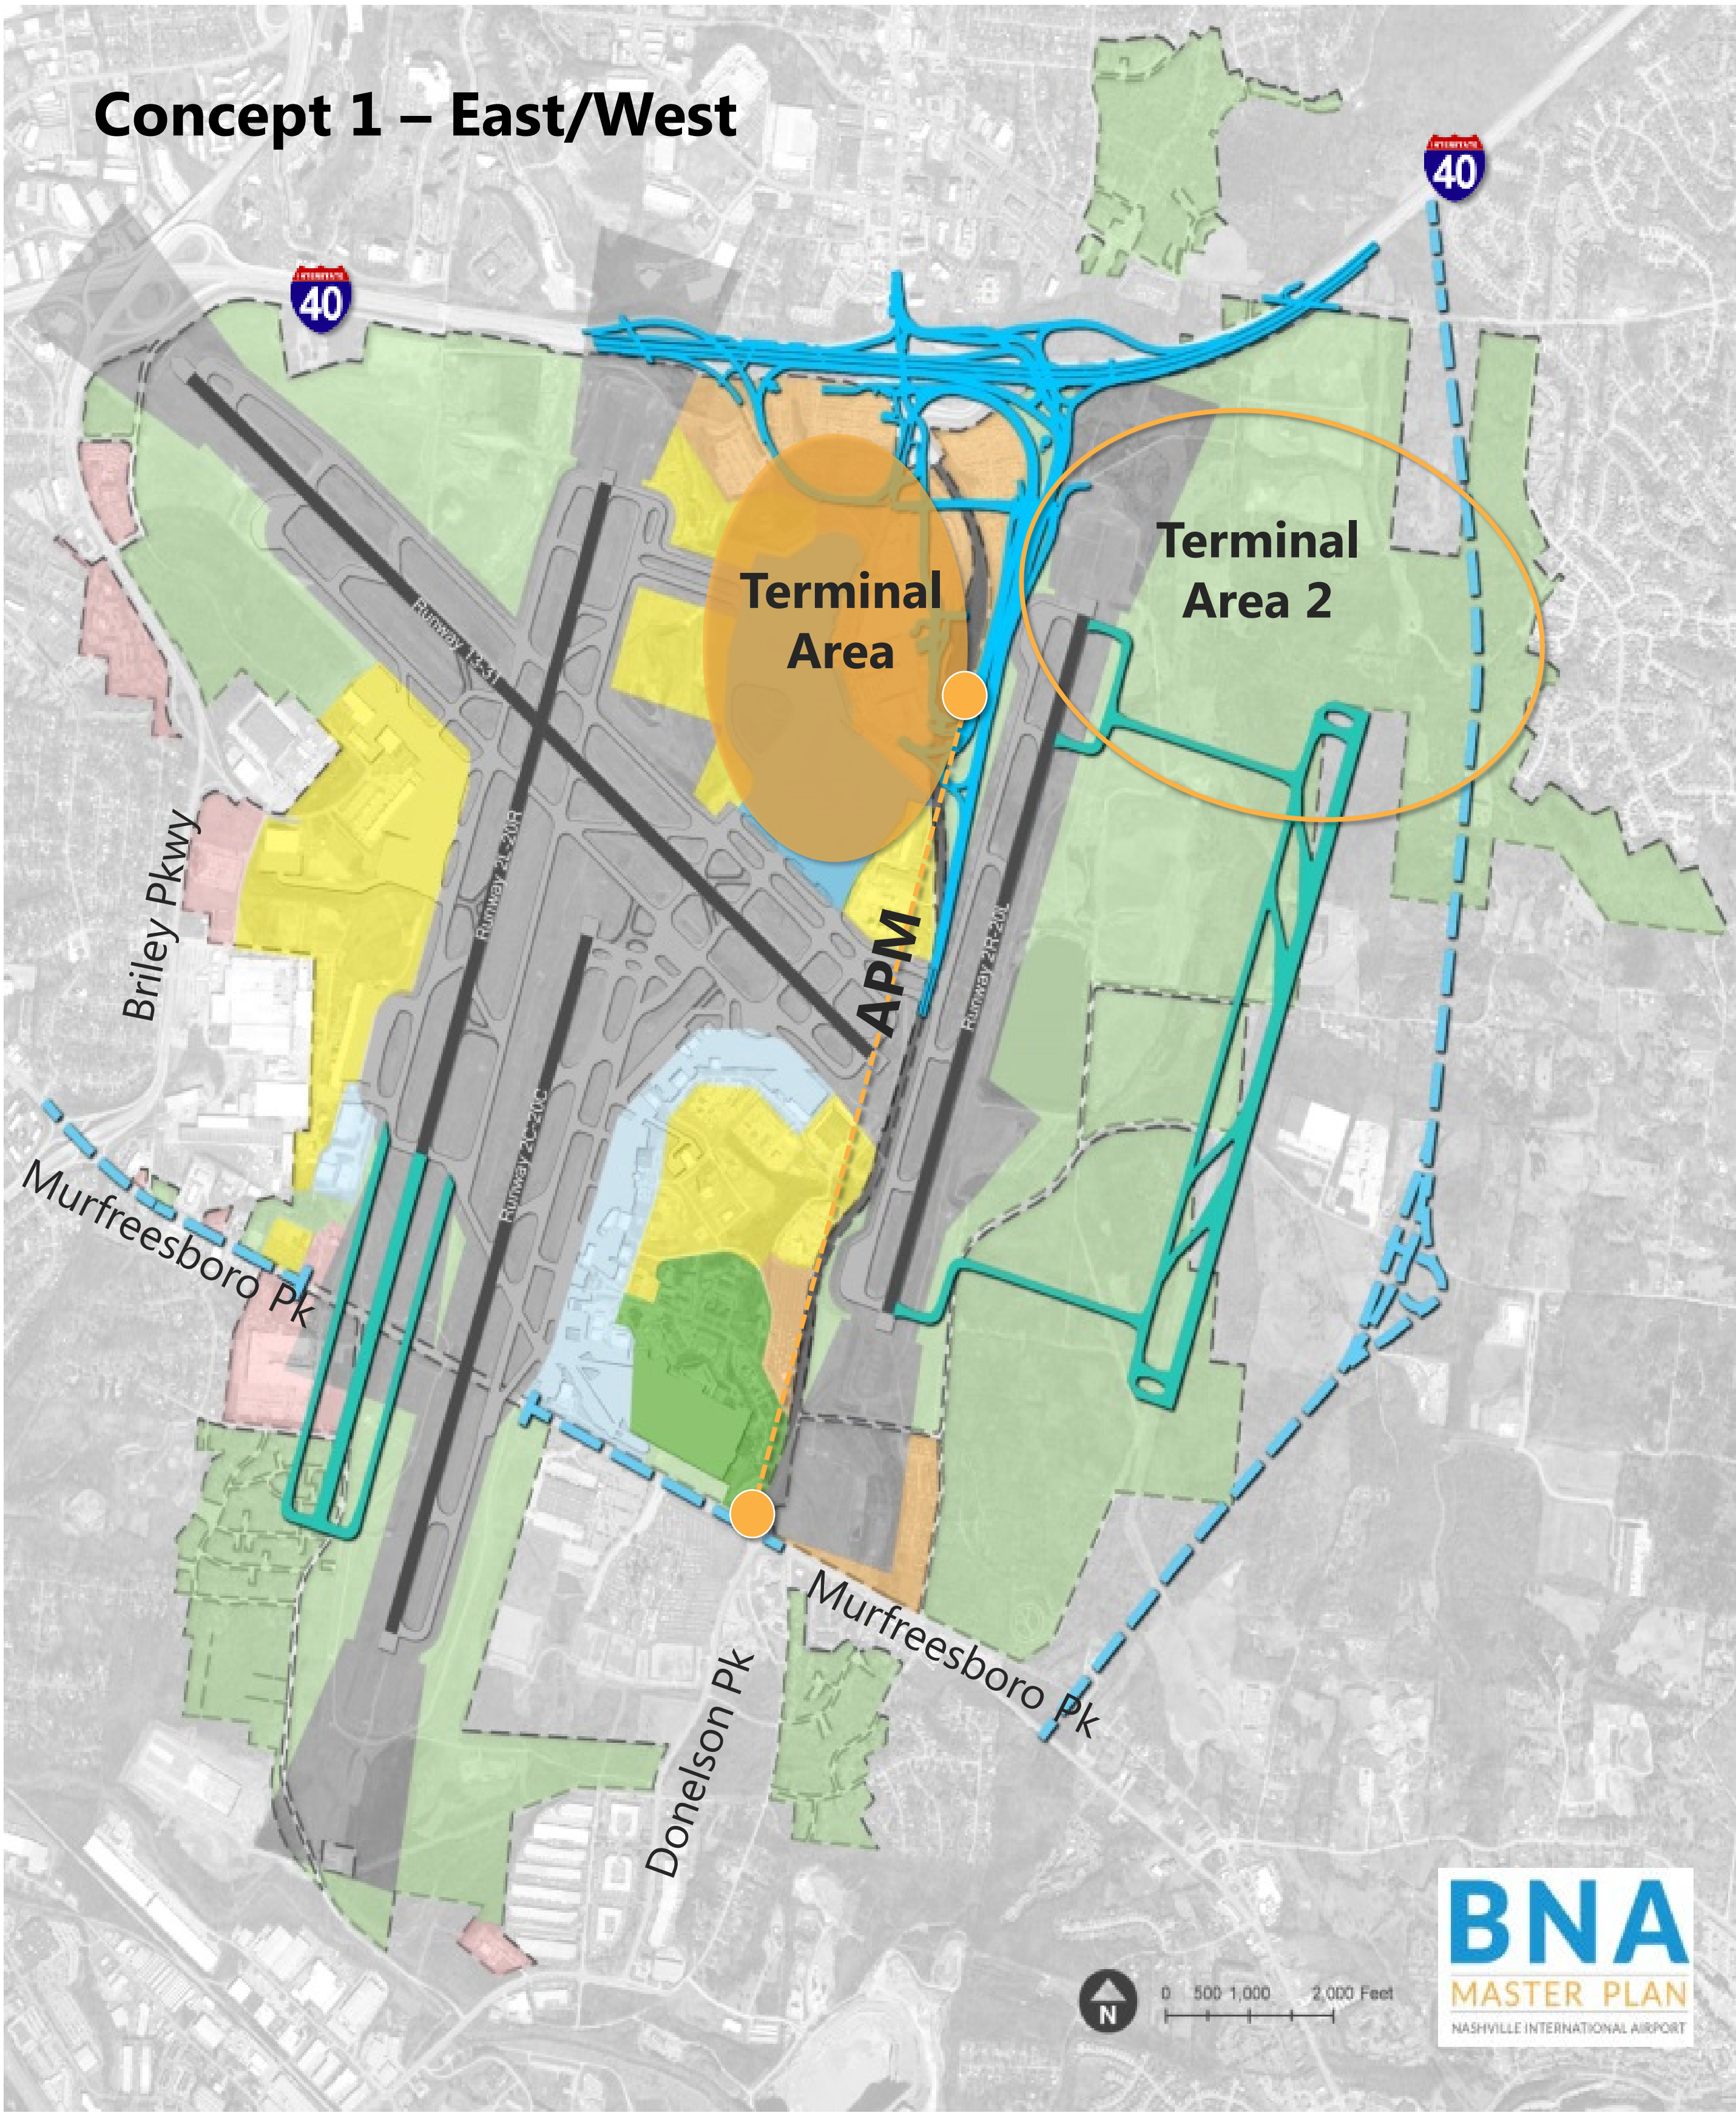 Concept 1 – East/West
INTERSTATE
40
INTERSTATE
40
Terminal
Area 2
Terminal
Area
Runway 13-31
Runway 2L-20R
Briley Pkwy
APM
Runway 2R-20L
Runway 2C-20C
Murfreesboro Pk
Murfreesboro Pk
Donelson Pk
N
0 500 1,000 2,000 Feet
BNA
MASTER PLAN
NASHVILLE INTERNATIONAL AIRPORT